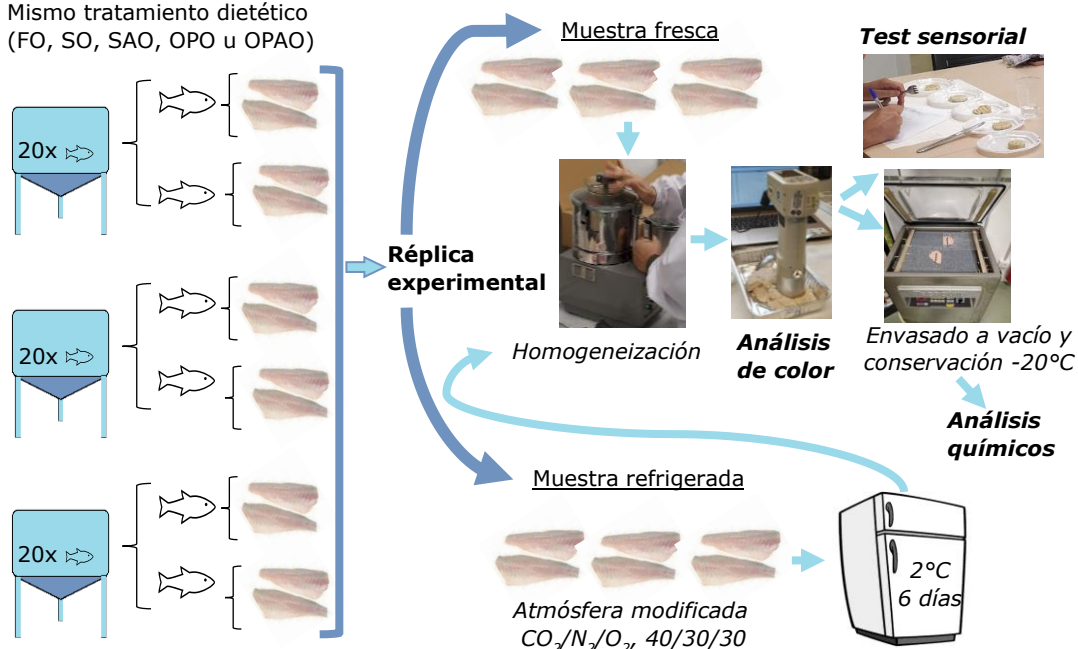 Mismo tratamiento dietético
(FO, SO, SAO, OPO u OPAO)
20x
20x
20x
Réplica
experimental
Muestra fresca
Homogeneización
Análisis
de color
Test sensorial
Envasado a vacío y
conservación -20°C
Análisis
químicos
Muestra refrigerada
Atmósfera modificada
CO₂/N₂/O₂, 40/30/30
2°C
6 días